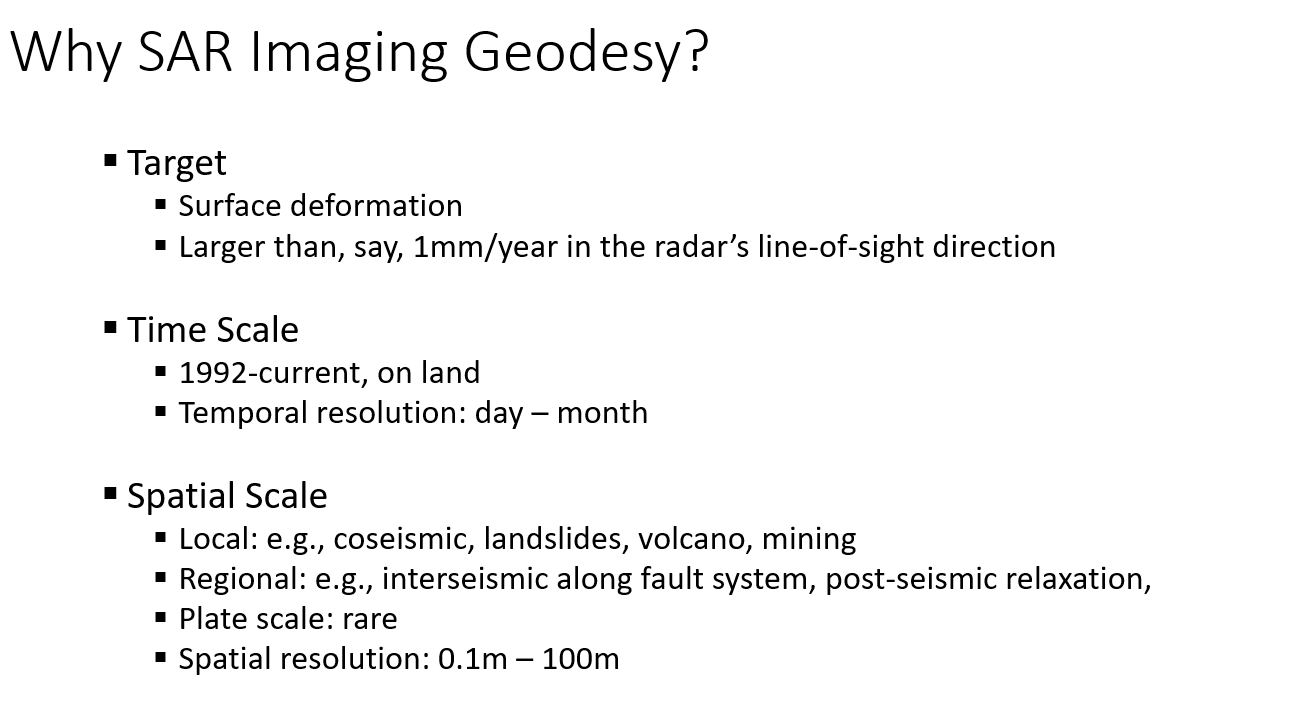 Why SAR Imaging Geodesy?
▪ Target
▪ Surface deformation
▪ Larger than, say, 1mm/year in the radar’s line-of-sight direction
▪ Time Scale
▪ 1992-current, on land
▪ Temporal resolution: day – month
▪ Spatial Scale
▪ Local: e.g., coseismic, landslides, volcano, mining
▪ Regional: e.g., interseismic along fault system, post-seismic relaxation,
▪ Plate scale: rare
▪ Spatial resolution: 0.1m – 100m